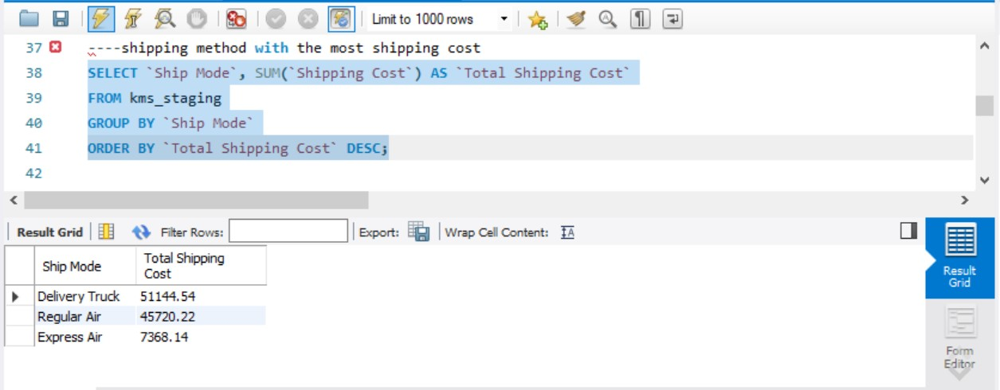 Limit to 1000 rows
37 ----shipping method with the most shipping cost
38 SELECT `Ship Mode`, SUM(`Shipping Cost`) AS `Total Shipping Cost`
39 FROM kms_staging
40 GROUP BY `Ship Mode`
41 ORDER BY `Total Shipping Cost` DESC;
42
Result Grid Filter Rows: Export: Wrap Cell Content: IA
Ship Mode Total Shipping
Cost
Delivery Truck 51144.54
Regular Air 45720.22
Express Air 7368.14
Result
Grid
Form
Editor